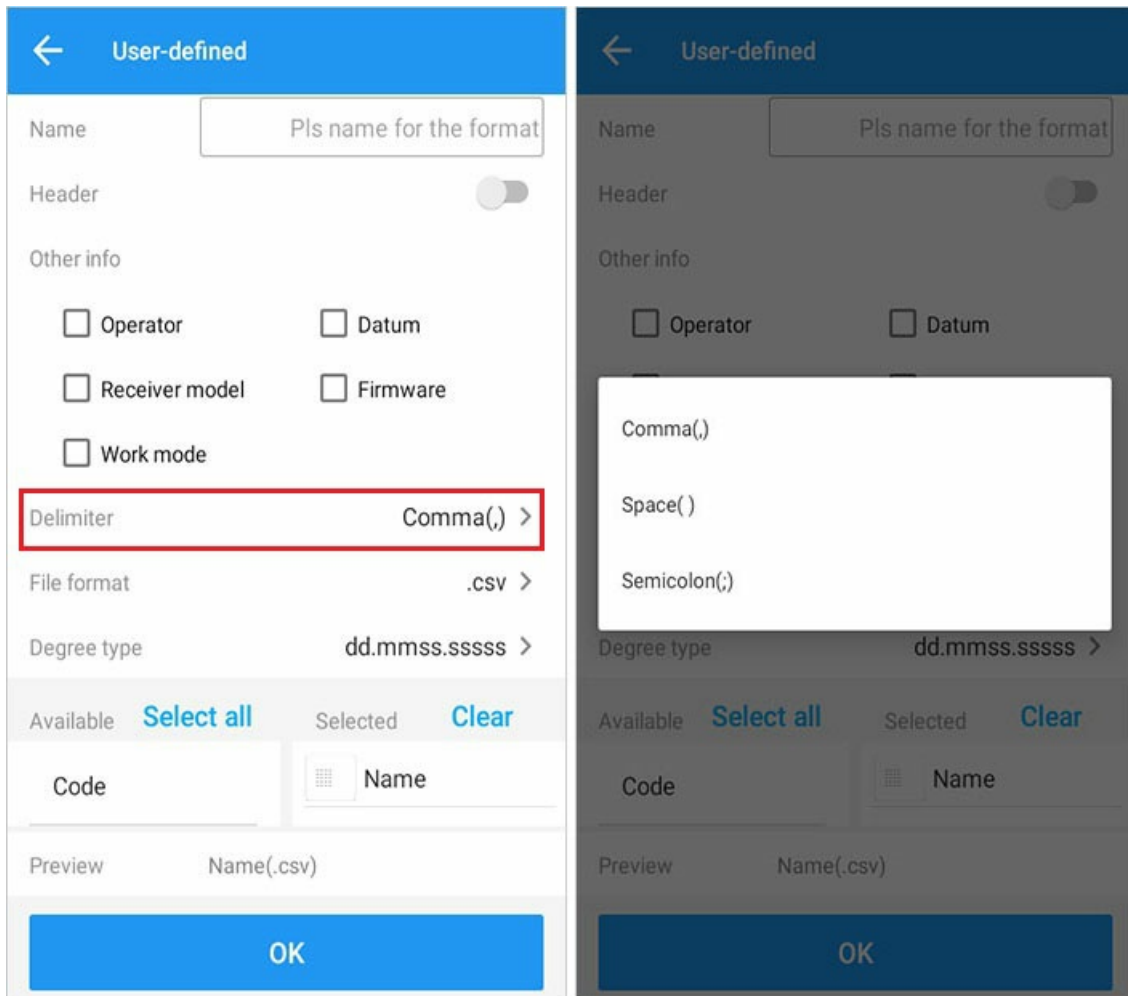 User-defined
Name Pls name for the format
Header
Other info
Operator Datum
Receiver model Firmware
Work mode
Delimiter Comma(,)
File format .csv
Degree type dd.mmss.sssss
Available Select all Selected Clear
Code Name
Preview Name(.csv)
OK
User-defined
Name Pls name for the format
Header
Other info
Operator Datum
Comma(,)
Space( )
Semicolon(;)
Degree type dd.mmss.sssss
Available Select all Selected Clear
Code Name
Preview Name(.csv)
OK